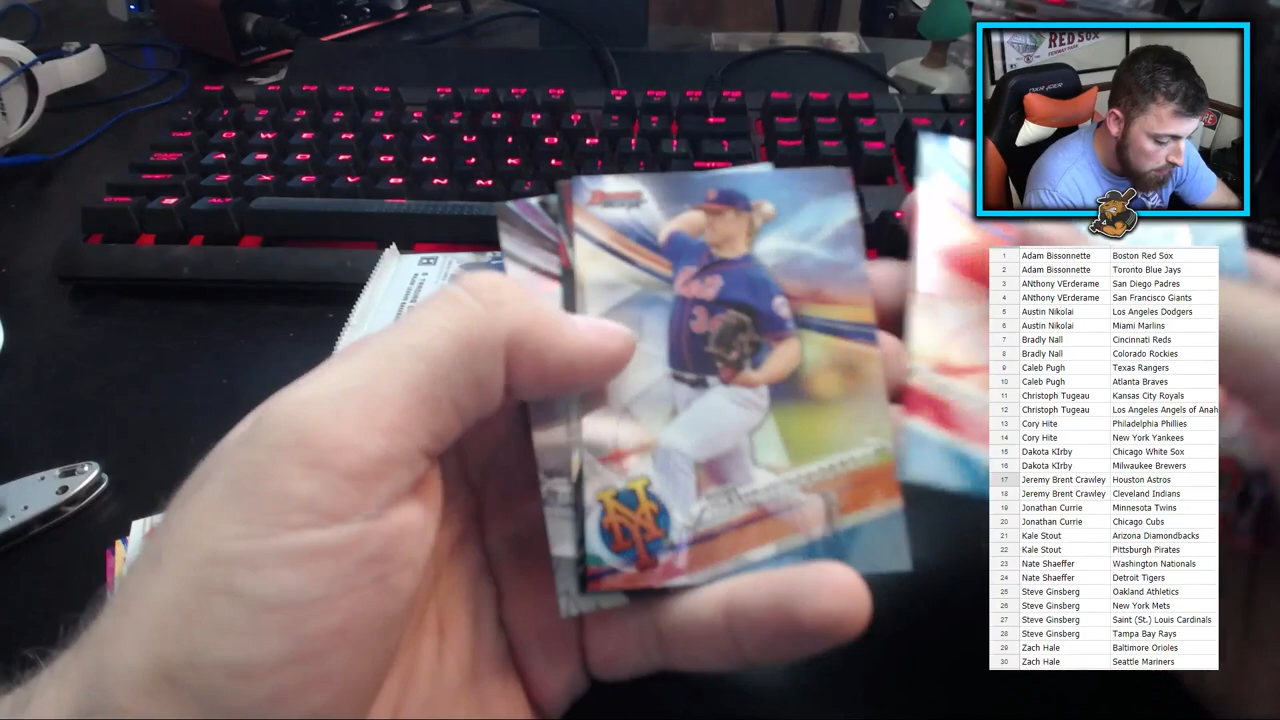 RED SOX
FENWAY PARK
DXRACER
Bowman's
1 Adam Bissonnette Boston Red Sox
2 Adam Bissonnette Toronto Blue Jays
3 ANthony VErderame San Diego Padres
4 ANthony VErderame San Francisco Giants
5 Austin Nikolai Los Angeles Dodgers
6 Austin Nikolai Miami Marlins
7 Bradly Nall Cincinnati Reds
8 Bradly Nall Colorado Rockies
9 Caleb Pugh Texas Rangers
10 Caleb Pugh Atlanta Braves
11 Christoph Tugeau Kansas City Royals
12 Christoph Tugeau Los Angeles Angels of Anah
13 Cory Hite Philadelphia Phillies
14 Cory Hite New York Yankees
15 Dakota KIrby Chicago White Sox
16 Dakota KIrby Milwaukee Brewers
17 Jeremy Brent Crawley Houston Astros
18 Jeremy Brent Crawley Cleveland Indians
19 Jonathan Currie Minnesota Twins
20 Jonathan Currie Chicago Cubs
21 Kale Stout Arizona Diamondbacks
22 Kale Stout Pittsburgh Pirates
23 Nate Shaeffer Washington Nationals
24 Nate Shaeffer Detroit Tigers
25 Steve Ginsberg Oakland Athletics
26 Steve Ginsberg New York Mets
27 Steve Ginsberg Saint (St.) Louis Cardinals
28 Steve Ginsberg Tampa Bay Rays
29 Zach Hale Baltimore Orioles
30 Zach Hale Seattle Mariners
NY